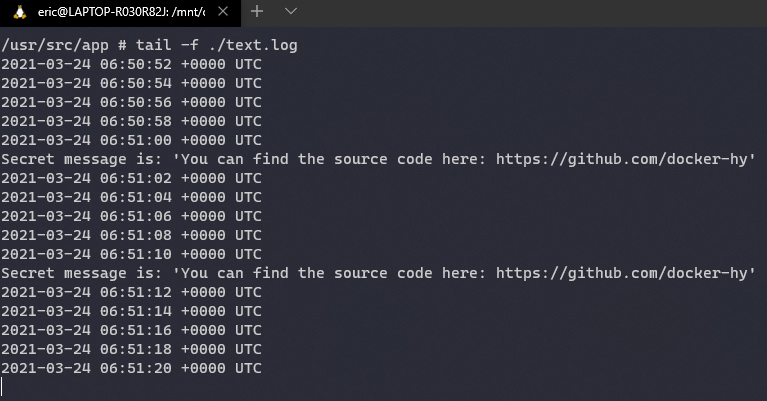 eric@LAPTOP-R030R82J: /mnt/c
/usr/src/app # tail -f ./text.log
2021-03-24 06:50:52 +0000 UTC
2021-03-24 06:50:54 +0000 UTC
2021-03-24 06:50:56 +0000 UTC
2021-03-24 06:50:58 +0000 UTC
2021-03-24 06:51:00 +0000 UTC
Secret message is: 'You can find the source code here: https://github.com/docker-hy'
2021-03-24 06:51:02 +0000 UTC
2021-03-24 06:51:04 +0000 UTC
2021-03-24 06:51:06 +0000 UTC
2021-03-24 06:51:08 +0000 UTC
2021-03-24 06:51:10 +0000 UTC
Secret message is: 'You can find the source code here: https://github.com/docker-hy'
2021-03-24 06:51:12 +0000 UTC
2021-03-24 06:51:14 +0000 UTC
2021-03-24 06:51:16 +0000 UTC
2021-03-24 06:51:18 +0000 UTC
2021-03-24 06:51:20 +0000 UTC